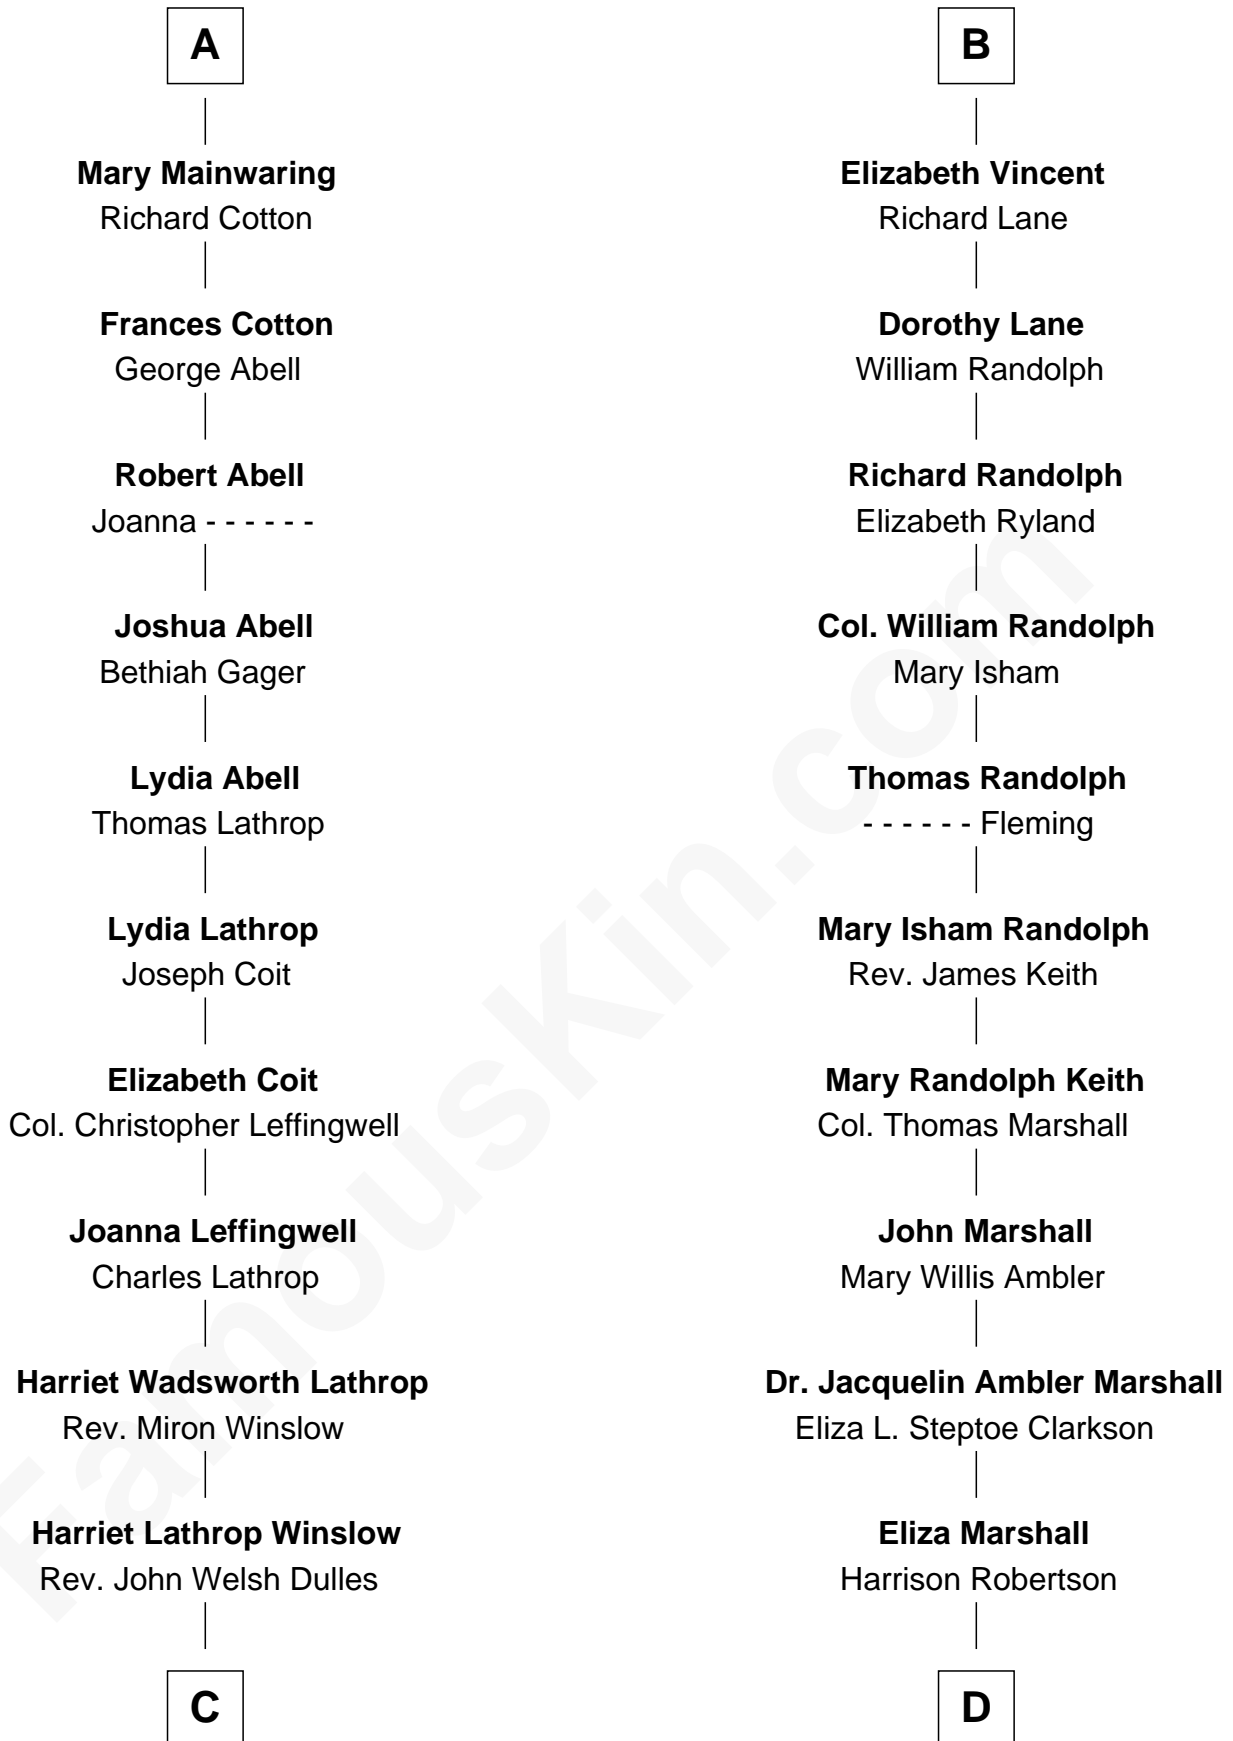 A
Mary Mainwaring
Richard Cotton
Frances Cotton
George Abell
Robert Abell
Joanna - - - - - -
Joshua Abell
Bethiah Gager
Lydia Abell
Thomas Lathrop
Lydia Lathrop
Joseph Coit
Elizabeth Coit
Col. Christopher Leffingwell
Joanna Leffingwell
Charles Lathrop
Harriet Wadsworth Lathrop
Rev. Miron Winslow
Harriet Lathrop Winslow
Rev. John Welsh Dulles
C
B
Elizabeth Vincent
Richard Lane
Dorothy Lane
William Randolph
Richard Randolph
Elizabeth Ryland
Col. William Randolph
Mary Isham
Thomas Randolph
- - - - - - Fleming
Mary Isham Randolph
Rev. James Keith
Mary Randolph Keith
Col. Thomas Marshall
John Marshall
Mary Willis Ambler
Dr. Jacquelin Ambler Marshall
Eliza L. Steptoe Clarkson
Eliza Marshall
Harrison Robertson
D
FamousKin.com